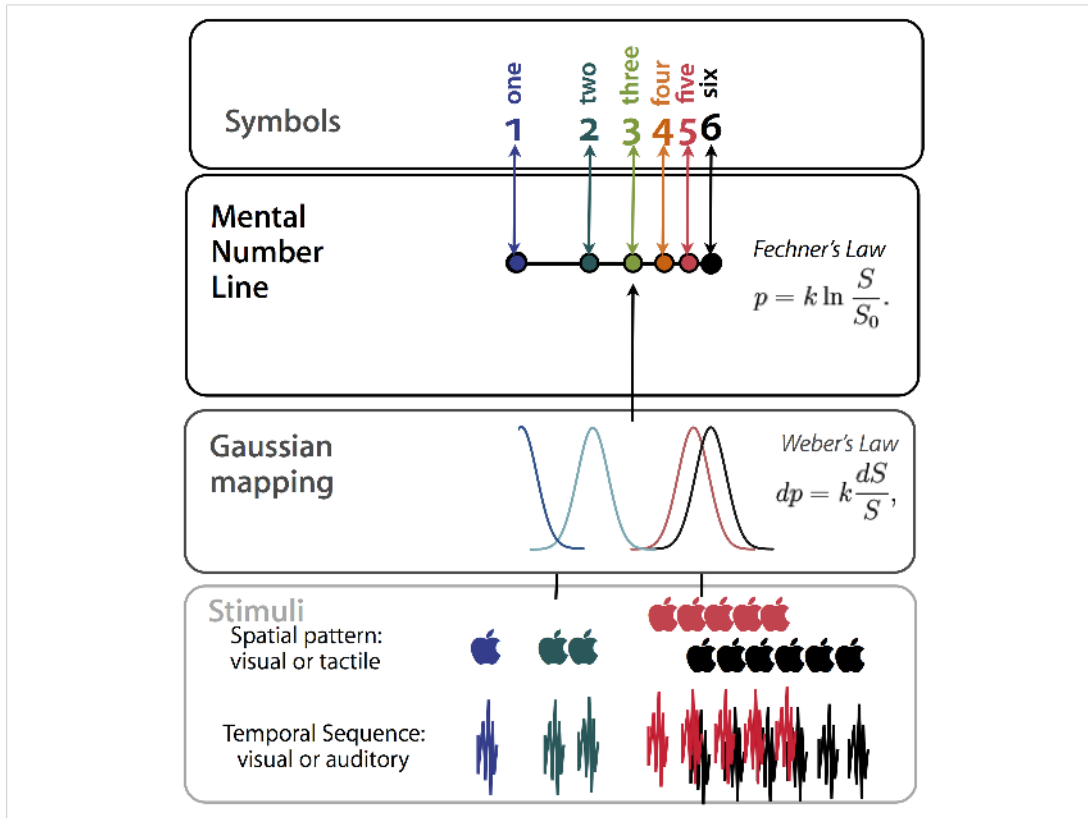 Symbols
one two three four five six
1 2 3 4 5 6
Mental
Number
Line
Fechner's Law
p = k ln S/S₀.
Gaussian
mapping
Weber's Law
dp = k dS/S,
Stimuli
Spatial pattern:
visual or tactile
Temporal Sequence:
visual or auditory